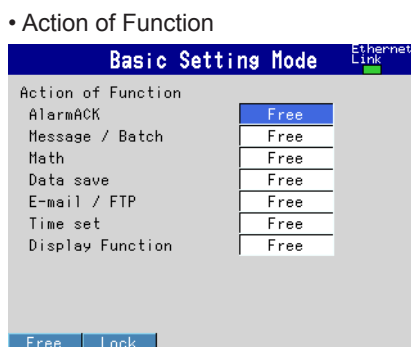 • Action of Function
Basic Setting Mode
Ethernet
Link
Action of Function
AlarmACK Free
Message / Batch Free
Math Free
Data save Free
E-mail / FTP Free
Time set Free
Display Function Free
Free Lock